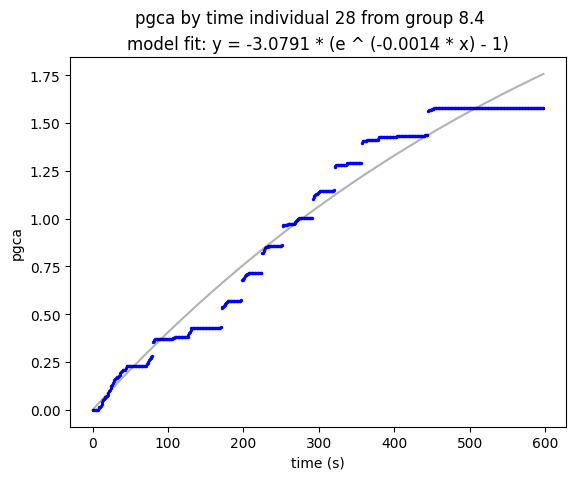 pgca by time individual 28 from group 8.4
model fit: y = -3.0791 * (e ^ (-0.0014 * x) - 1)
1.75
1.50
1.25
1.00
0.75
0.50
0.25
0.00
pgca
0 100 200 300 400 500 600
time (s)